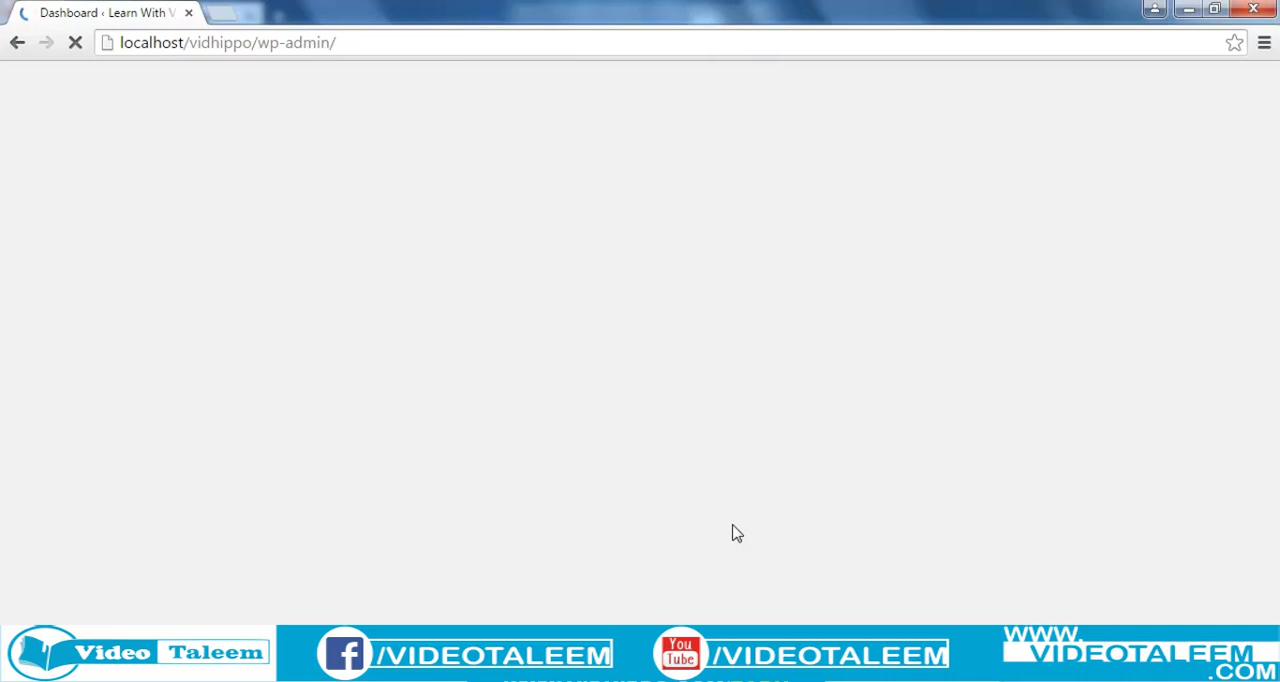 Dashboard ‹ Learn With V
localhost/vidhippo/wp-admin/
Video Taleem
f /VIDEOTALEEM
You Tube /VIDEOTALEEM
WWW.
VIDEOTALEEM
.COM